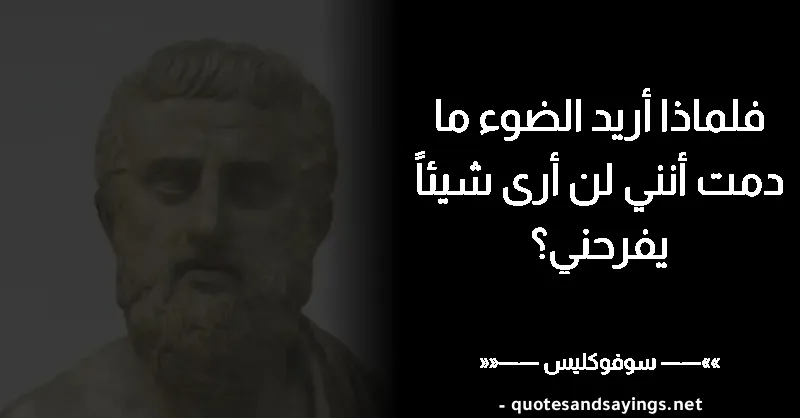 فلماذا أريد الضوء ما
دمت أنني لن أرى شيئاً
يفرحني؟
»»—— سوفوكليس ——««
- quotesandsayings.net